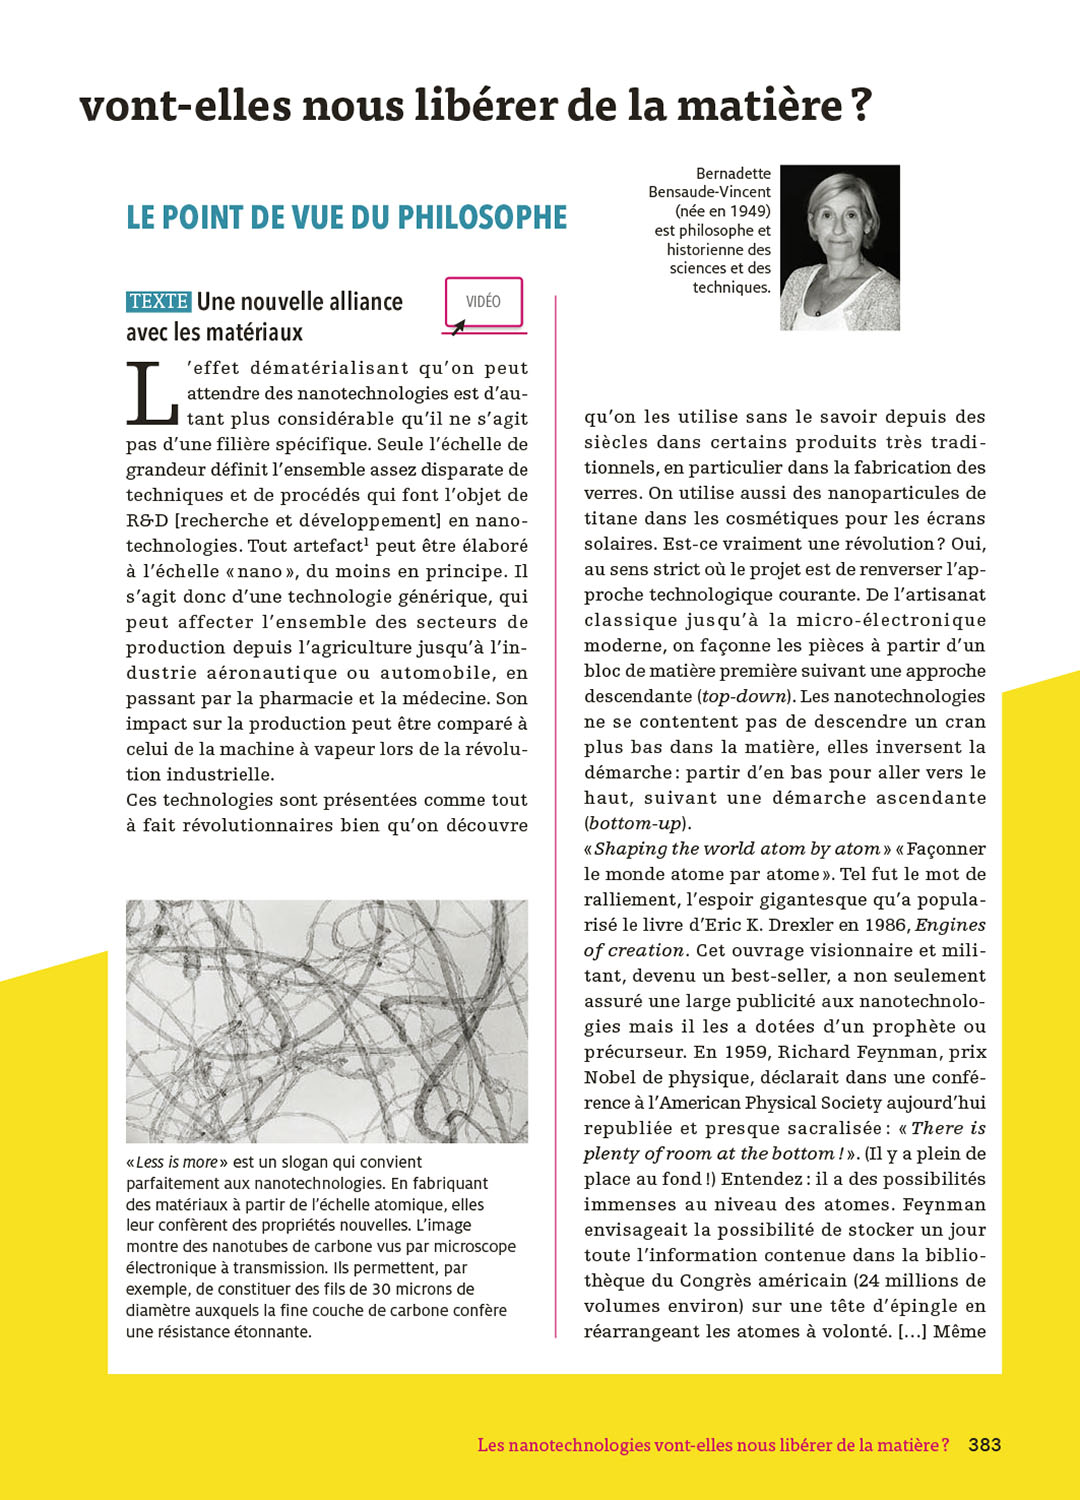 vont-elles nous libérer de la matière ?
Bernadette
Bensaude-Vincent
(née en 1949)
est philosophe et
historienne des
sciences et des
techniques.
LE POINT DE VUE DU PHILOSOPHE
TEXTE Une nouvelle alliance
avec les matériaux
VIDÉO
L'effet dématérialisant qu'on peut
attendre des nanotechnologies est d'au-
tant plus considérable qu'il ne s'agit
pas d'une filière spécifique. Seule l'échelle de
grandeur définit l'ensemble assez disparate de
techniques et de procédés qui font l'objet de
R&D [recherche et développement] en nano-
technologies. Tout artefact¹ peut être élaboré
à l'échelle « nano », du moins en principe. Il
s'agit donc d'une technologie générique, qui
peut affecter l'ensemble des secteurs de
production depuis l'agriculture jusqu'à l'in-
dustrie aéronautique ou automobile, en
passant par la pharmacie et la médecine. Son
impact sur la production peut être comparé à
celui de la machine à vapeur lors de la révolu-
tion industrielle.
Ces technologies sont présentées comme tout
à fait révolutionnaires bien qu'on découvre
« Less is more » est un slogan qui convient
parfaitement aux nanotechnologies. En fabriquant
des matériaux à partir de l'échelle atomique, elles
leur confèrent des propriétés nouvelles. L'image
montre des nanotubes de carbone vus par microscope
électronique à transmission. Ils permettent, par
exemple, de constituer des fils de 30 microns de
diamètre auxquels la fine couche de carbone confère
une résistance étonnante.
qu'on les utilise sans le savoir depuis des
siècles dans certains produits très tradi-
tionnels, en particulier dans la fabrication des
verres. On utilise aussi des nanoparticules de
titane dans les cosmétiques pour les écrans
solaires. Est-ce vraiment une révolution ? Oui,
au sens strict où le projet est de renverser l'ap-
proche technologique courante. De l'artisanat
classique jusqu'à la micro-électronique
moderne, on façonne les pièces à partir d'un
bloc de matière première suivant une approche
descendante (top-down). Les nanotechnologies
ne se contentent pas de descendre un cran
plus bas dans la matière, elles inversent la
démarche : partir d'en bas pour aller vers le
haut, suivant une démarche ascendante
(bottom-up).
« Shaping the world atom by atom » « Façonner
le monde atome par atome ». Tel fut le mot de
ralliement, l'espoir gigantesque qu'a popula-
risé le livre d'Eric K. Drexler en 1986, Engines
of creation. Cet ouvrage visionnaire et mili-
tant, devenu un best-seller, a non seulement
assuré une large publicité aux nanotechnolo-
gies mais il les a dotées d'un prophète ou
précurseur. En 1959, Richard Feynman, prix
Nobel de physique, déclarait dans une confé-
rence à l'American Physical Society aujourd'hui
republiée et presque sacralisée : « There is
plenty of room at the bottom ! ». (Il y a plein de
place au fond !) Entendez : il a des possibilités
immenses au niveau des atomes. Feynman
envisageait la possibilité de stocker un jour
toute l'information contenue dans la biblio-
thèque du Congrès américain (24 millions de
volumes environ) sur une tête d'épingle en
réarrangeant les atomes à volonté. [...] Même
Les nanotechnologies vont-elles nous libérer de la matière ? 383